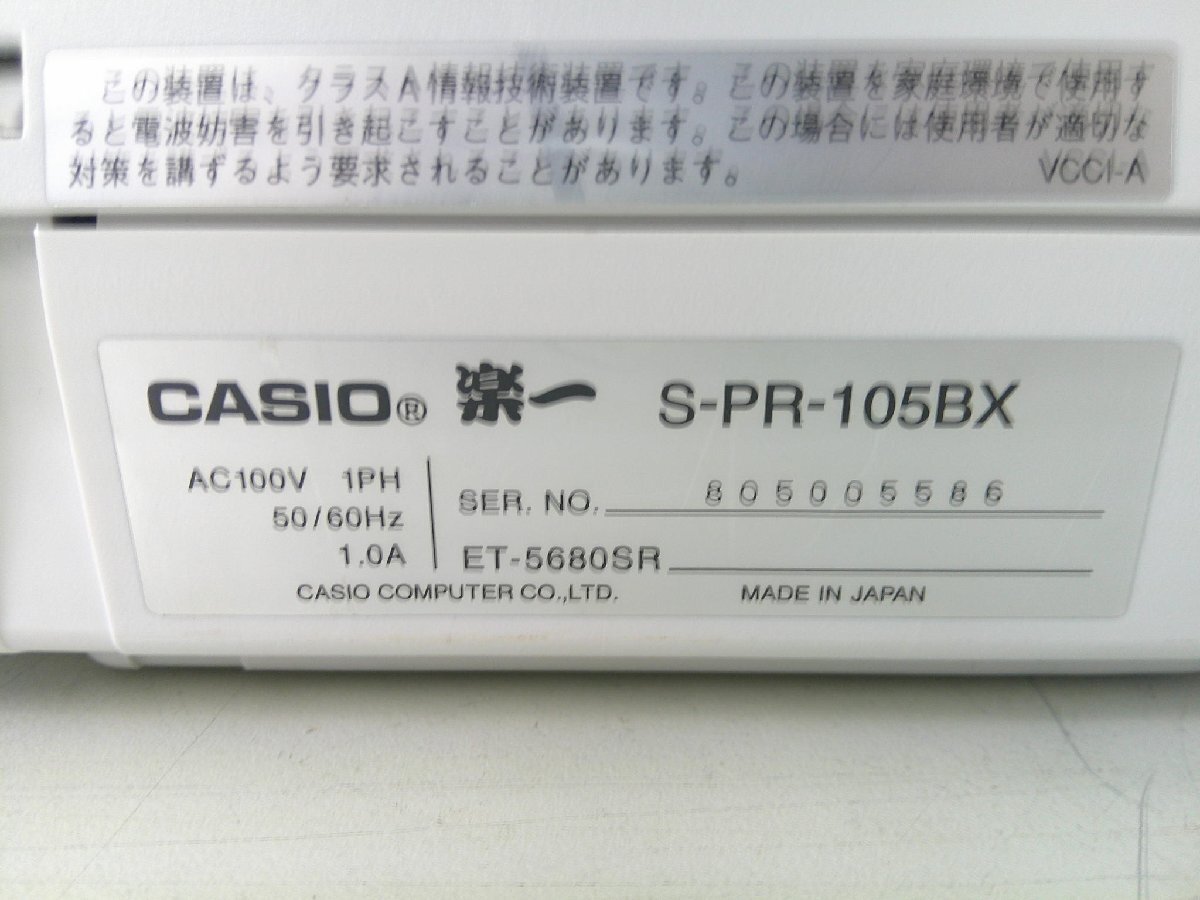 この装置は、クラスA情報技術装置です。この装置を家庭環境で使用す
ると電波妨害を引き起こすことがあります。この場合には使用者が適切な
対策を講ずるよう要求されることがあります。 VCCI-A
CASIO® 楽一 S-PR-105BX
AC100V 1PH
50/60Hz
1.0A
SER. NO. 805005586
ET-5680SR
CASIO COMPUTER CO.,LTD. MADE IN JAPAN